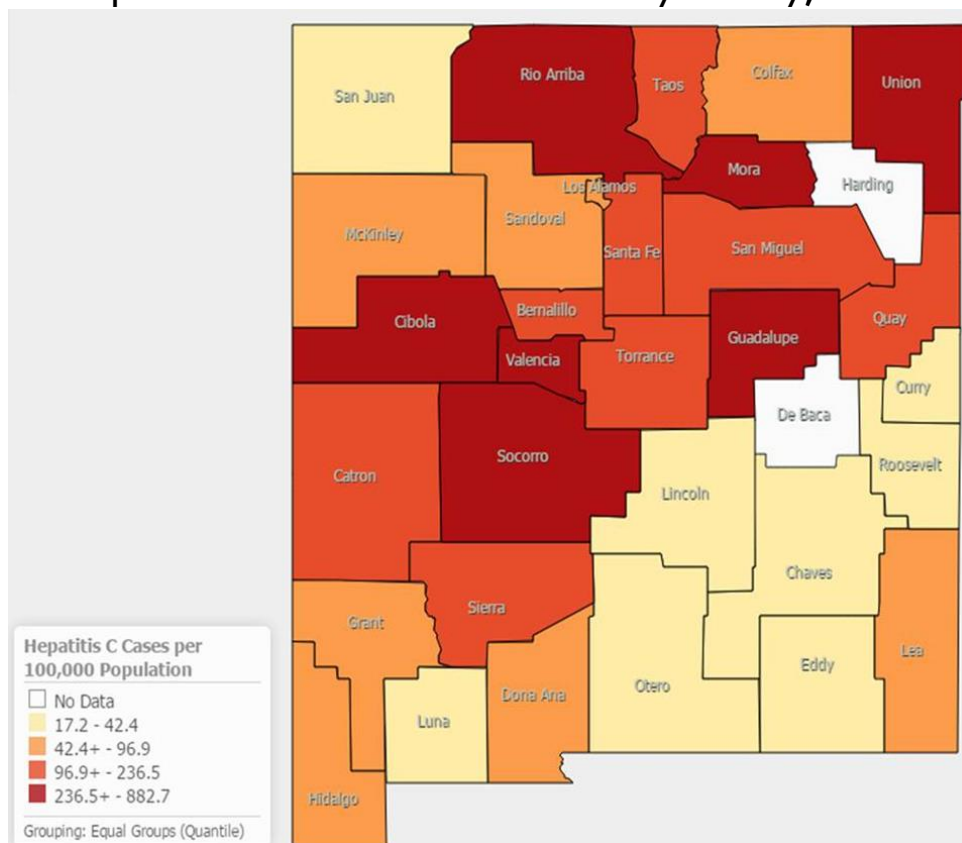 Rio Arriba
Taos
Colfax
Union
San Juan
Mora
Harding
Los Alamos
Sandoval
McKinley
Santa Fe
San Miguel
Bernalillo
Quay
Cibola
Guadalupe
Valencia
Torrance
Curry
De Baca
Socorro
Roosevelt
Catron
Lincoln
Chaves
Sierra
Grant
Lea
Eddy
Otero
Dona Ana
Luna
Hidalgo
Hepatitis C Cases per
100,000 Population
No Data
17.2 - 42.4
42.4+ - 96.9
96.9+ - 236.5
236.5+ - 882.7
Grouping: Equal Groups (Quantile)